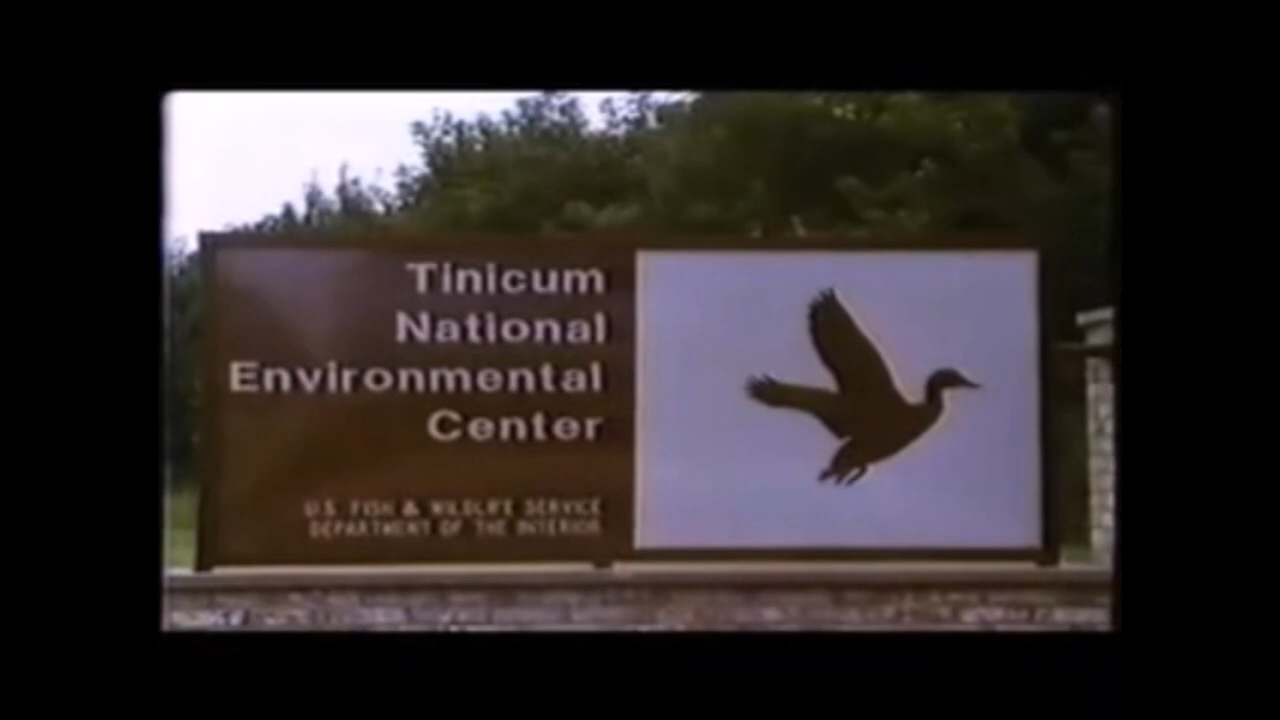 Tinicum
National
Environmental
Center
U.S. FISH & WILDLIFE SERVICE
DEPARTMENT OF THE INTERIOR